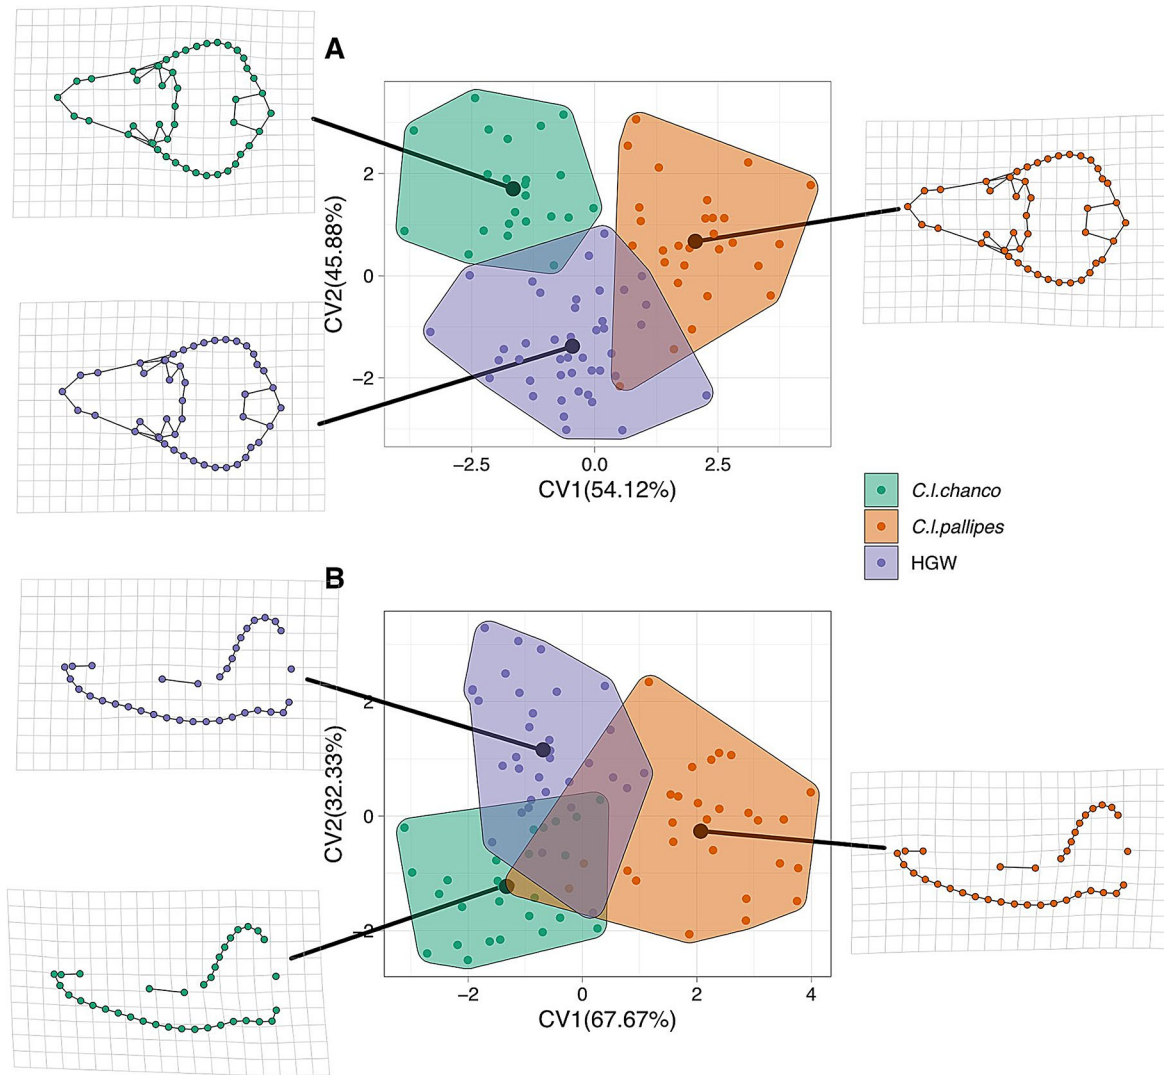 A
CV2(45.88%)
2
0
−2
−2.5 0.0 2.5
CV1(54.12%)
C.l.chanco
C.l.pallipes
HGW
B
CV2(32.33%)
2
0
−2
−2 0 2 4
CV1(67.67%)